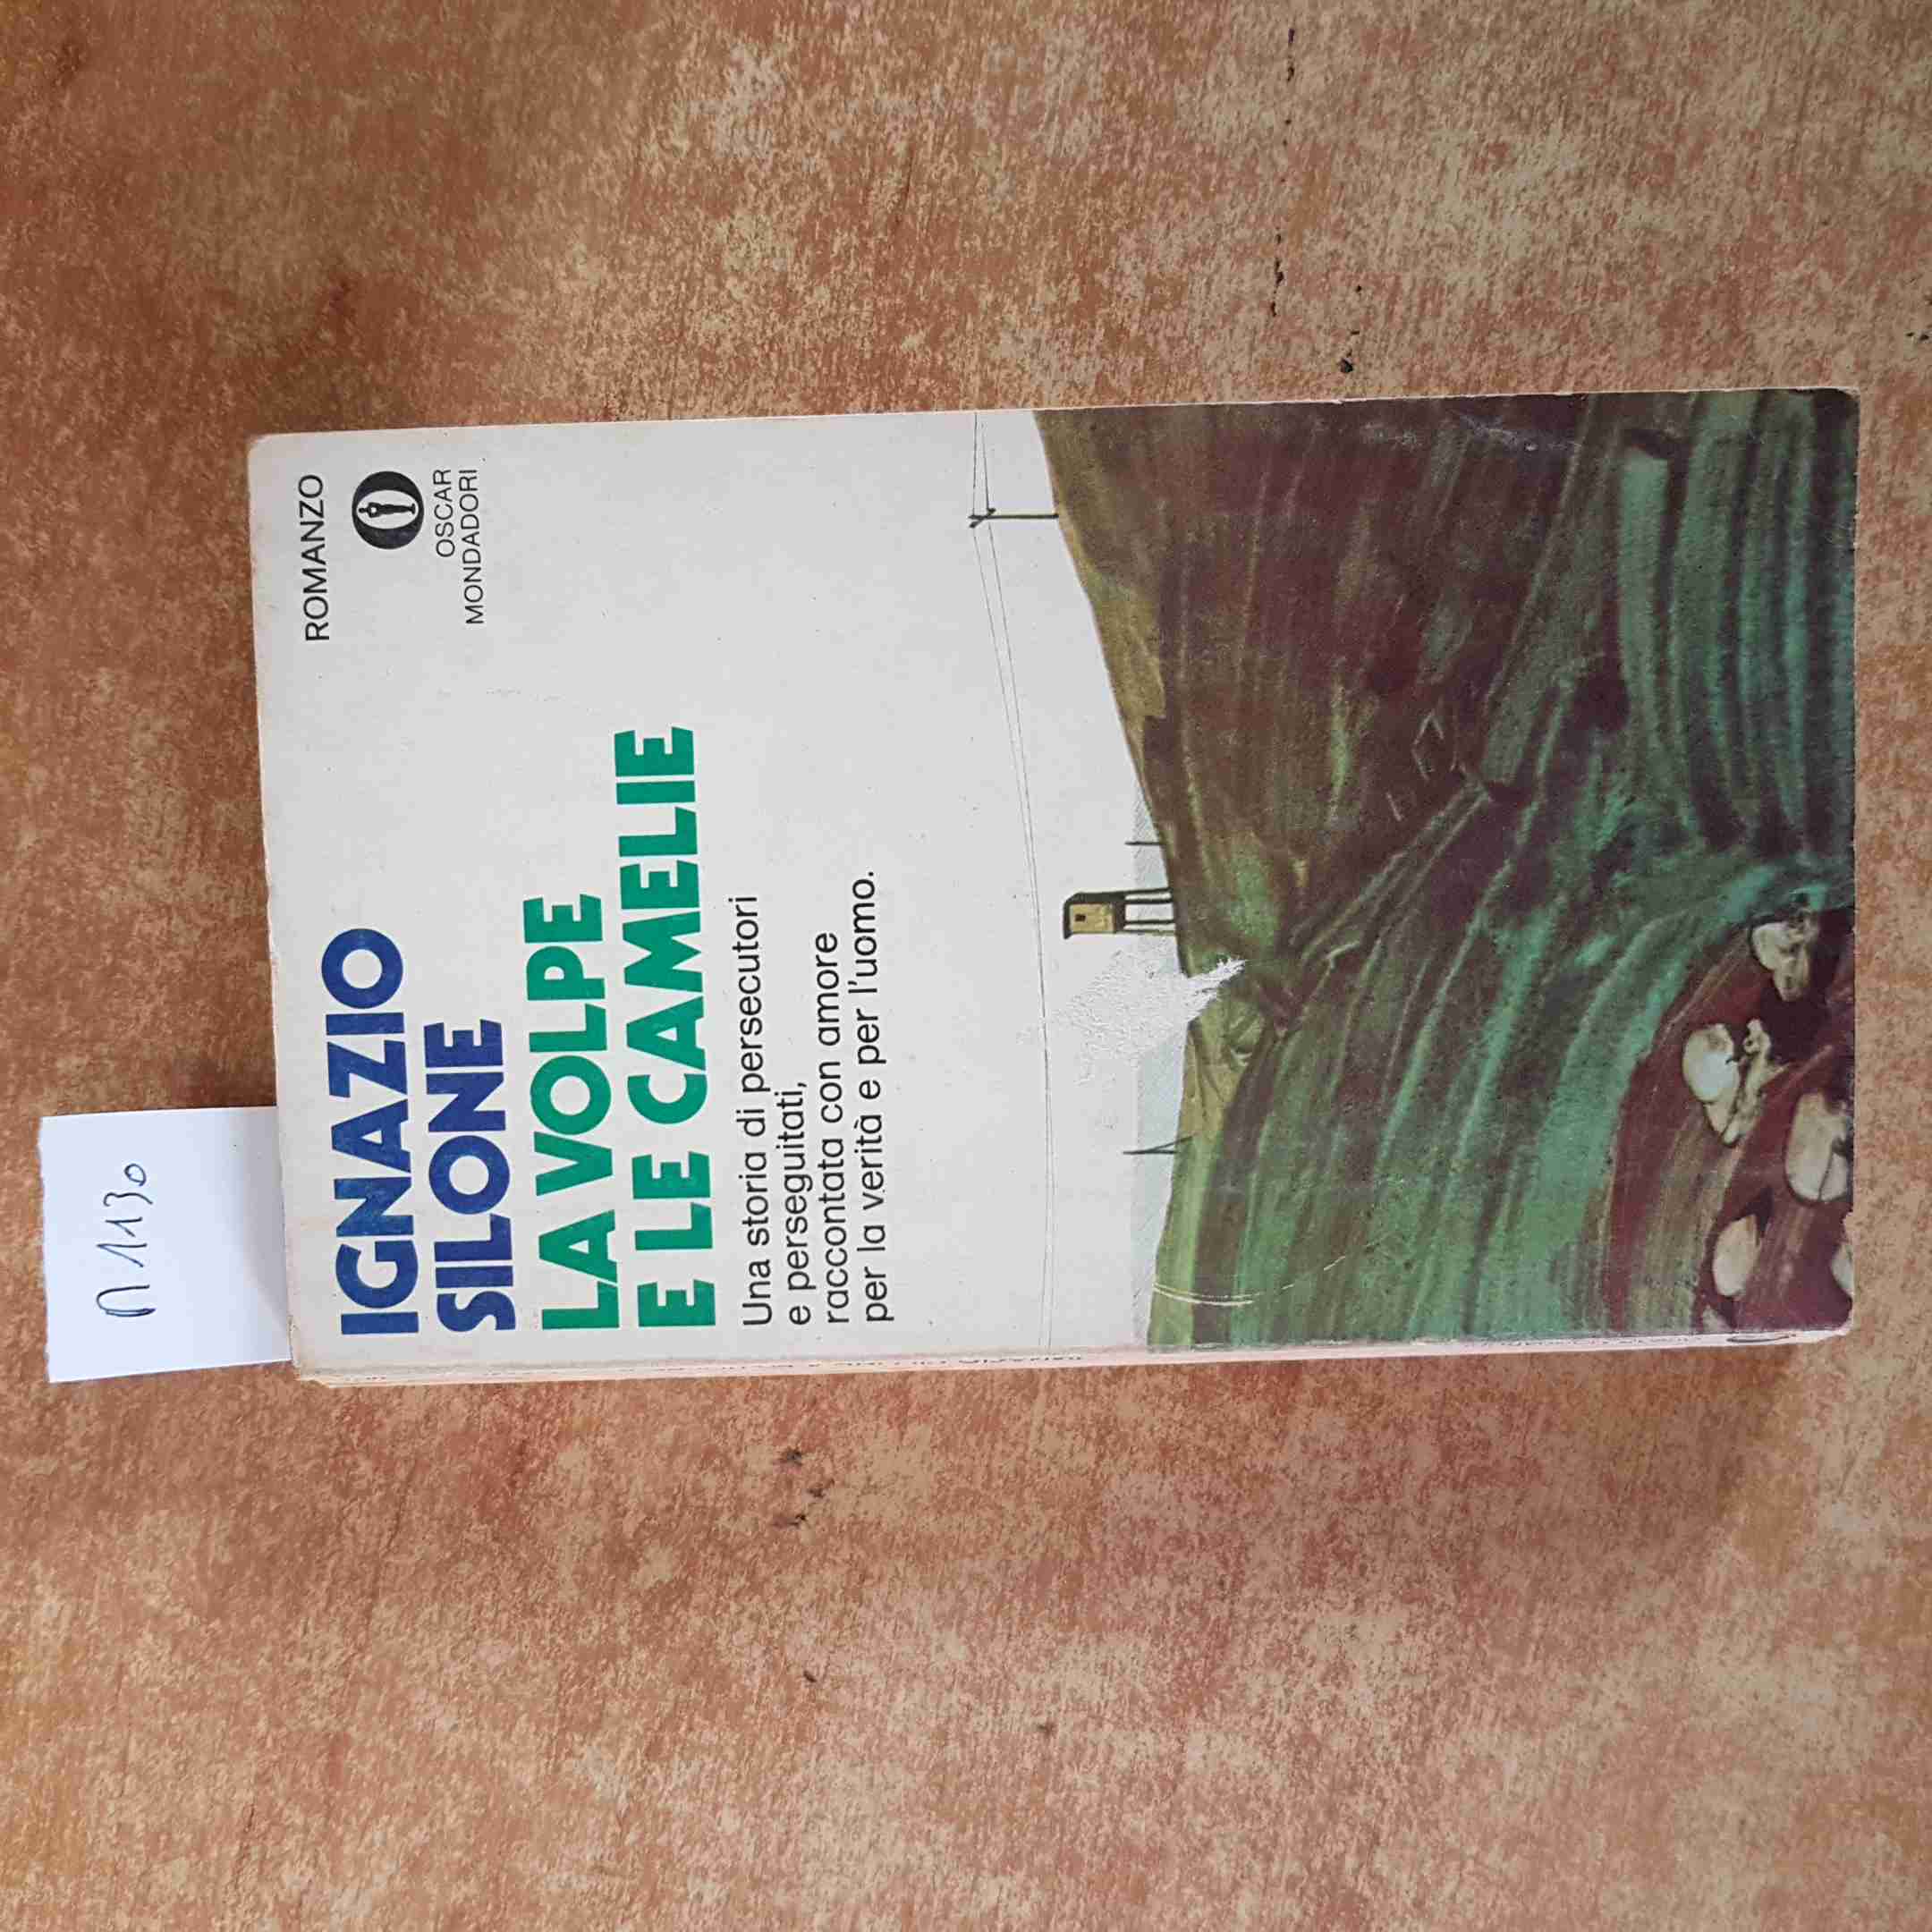 n 1130
ROMANZO
OSCAR
MONDADORI
IGNAZIO
SILONE
LA VOLPE
E LE CAMELIE
Una storia di persecutori
e perseguitati,
raccontata con amore
per la verità e per l'uomo.